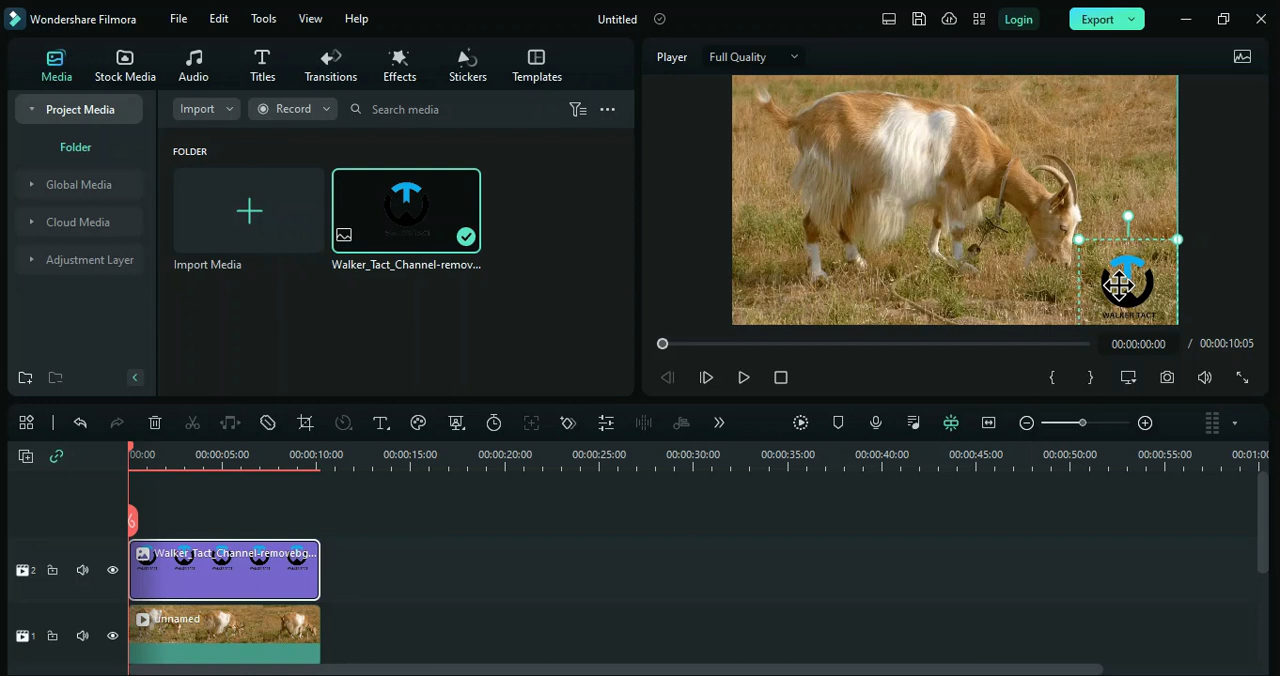 Wondershare Filmora File Edit Tools View Help Untitled Login Export
Media Stock Media Audio Titles Transitions Effects Stickers Templates
Player Full Quality
Project Media
Import Record Search media
Folder
FOLDER
Global Media
Cloud Media
Adjustment Layer
Import Media Walker_Tact_Channel-remov...
WALKER TACT
00:00:00:00 / 00:00:10:05
00:00 00:00:05:00 00:00:10:00 00:00:15:00 00:00:20:00 00:00:25:00 00:00:30:00 00:00:35:00 00:00:40:00 00:00:45:00 00:00:50:00 00:00:55:00 00:01:00
2 Walker_Tact_Channel-removebg...
1 unnamed